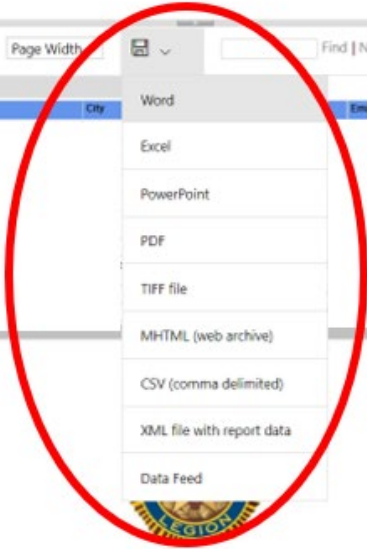 Page Width
Find | N
City
Em
Word
Excel
PowerPoint
PDF
TIFF file
MHTML (web archive)
CSV (comma delimited)
XML file with report data
Data Feed
LEGION